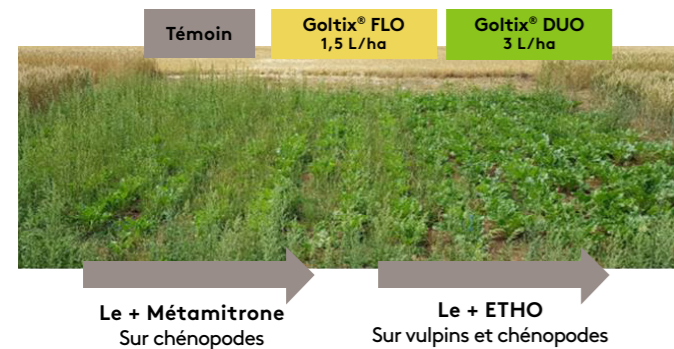 Témoin
Goltix® FLO
1,5 L/ha
Goltix® DUO
3 L/ha
Le + Métamitrone
Sur chénopodes
Le + ETHO
Sur vulpins et chénopodes